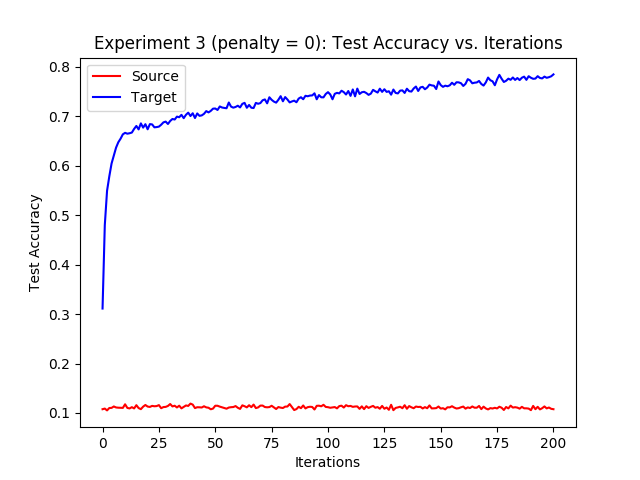 Experiment 3 (penalty = 0): Test Accuracy vs. Iterations
Source
Target
0.8
0.7
0.6
0.5
0.4
0.3
0.2
0.1
Test Accuracy
0 25 50 75 100 125 150 175 200
Iterations